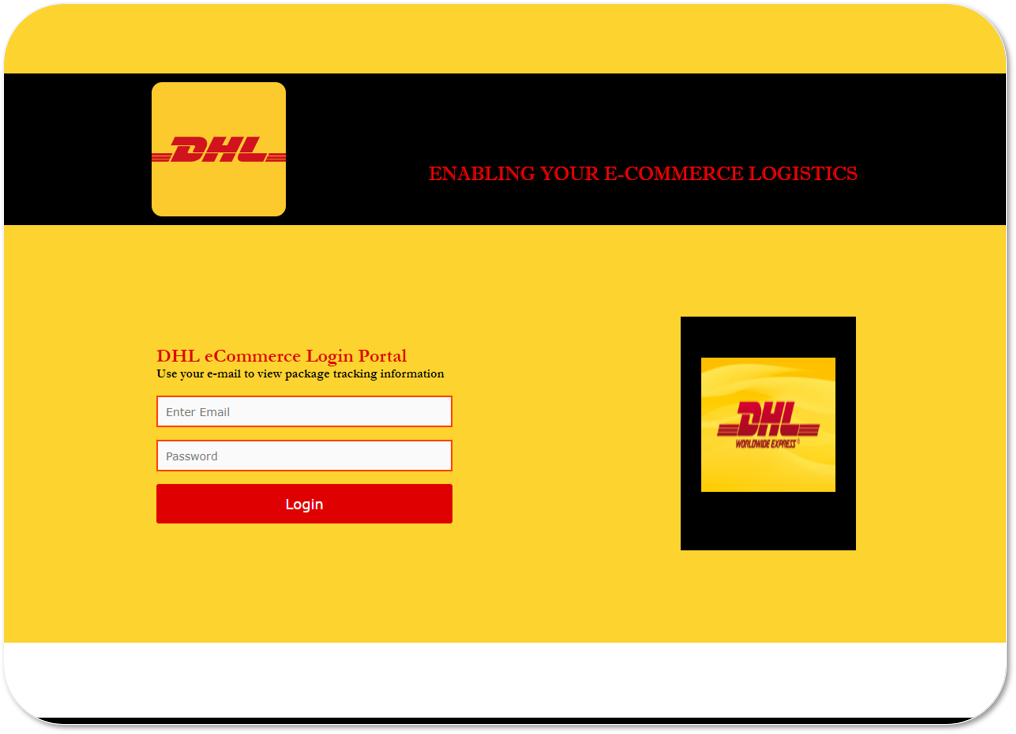 DHL
ENABLING YOUR E-COMMERCE LOGISTICS
DHL eCommerce Login Portal
Use your e-mail to view package tracking information
Enter Email
Password
Login
DHL
WORLDWIDE EXPRESS®